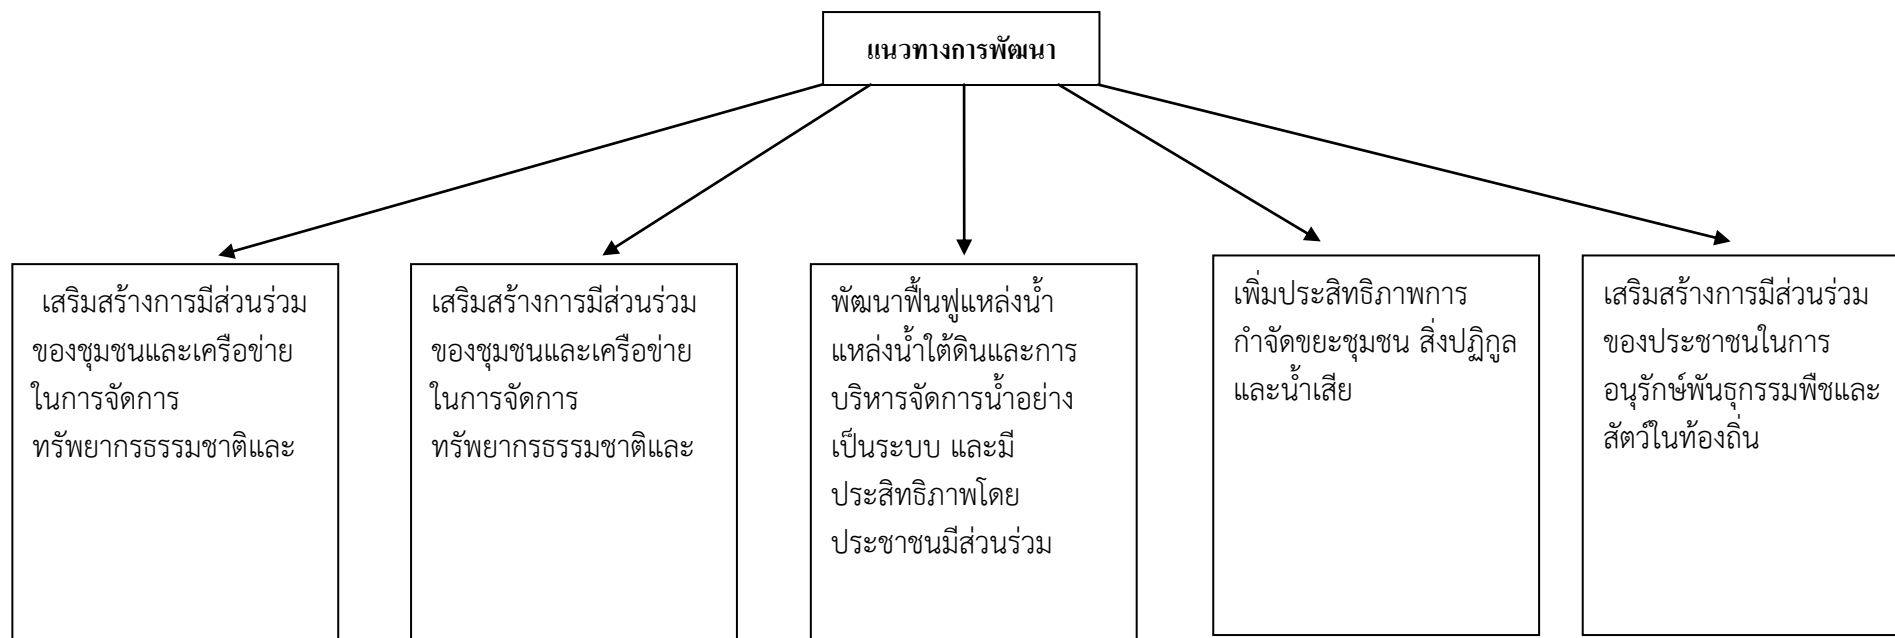 แนวทางการพัฒนา
เสริมสร้างการมีส่วนร่วม
ของชุมชนและเครือข่าย
ในการจัดการ
ทรัพยากรธรรมชาติและ
เสริมสร้างการมีส่วนร่วม
ของชุมชนและเครือข่าย
ในการจัดการ
ทรัพยากรธรรมชาติและ
พัฒนาฟื้นฟูแหล่งน้ำ
แหล่งน้ำใต้ดินและการ
บริหารจัดการน้ำอย่าง
เป็นระบบ และมี
ประสิทธิภาพโดย
ประชาชนมีส่วนร่วม
เพิ่มประสิทธิภาพการ
กำจัดขยะชุมชน สิ่งปฏิกูล
และน้ำเสีย
เสริมสร้างการมีส่วนร่วม
ของประชาชนในการ
อนุรักษ์พันธุกรรมพืชและ
สัตว์ในท้องถิ่น